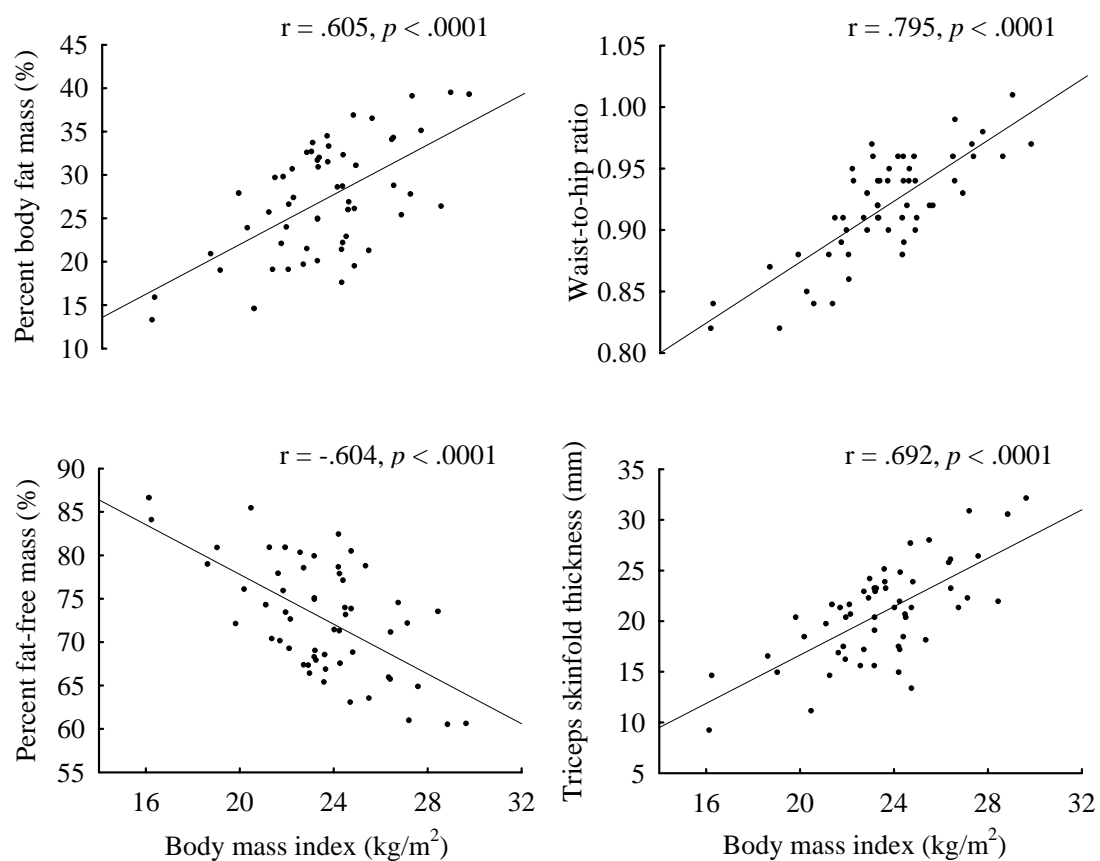 r = .605, p < .0001
Percent body fat mass (%)
45
40
35
30
25
20
15
10
r = .795, p < .0001
Waist-to-hip ratio
1.05
1.00
0.95
0.90
0.85
0.80
r = -.604, p < .0001
Percent fat-free mass (%)
90
85
80
75
70
65
60
55
16 20 24 28 32
Body mass index (kg/m²)
r = .692, p < .0001
Triceps skinfold thickness (mm)
35
30
25
20
15
10
5
16 20 24 28 32
Body mass index (kg/m²)